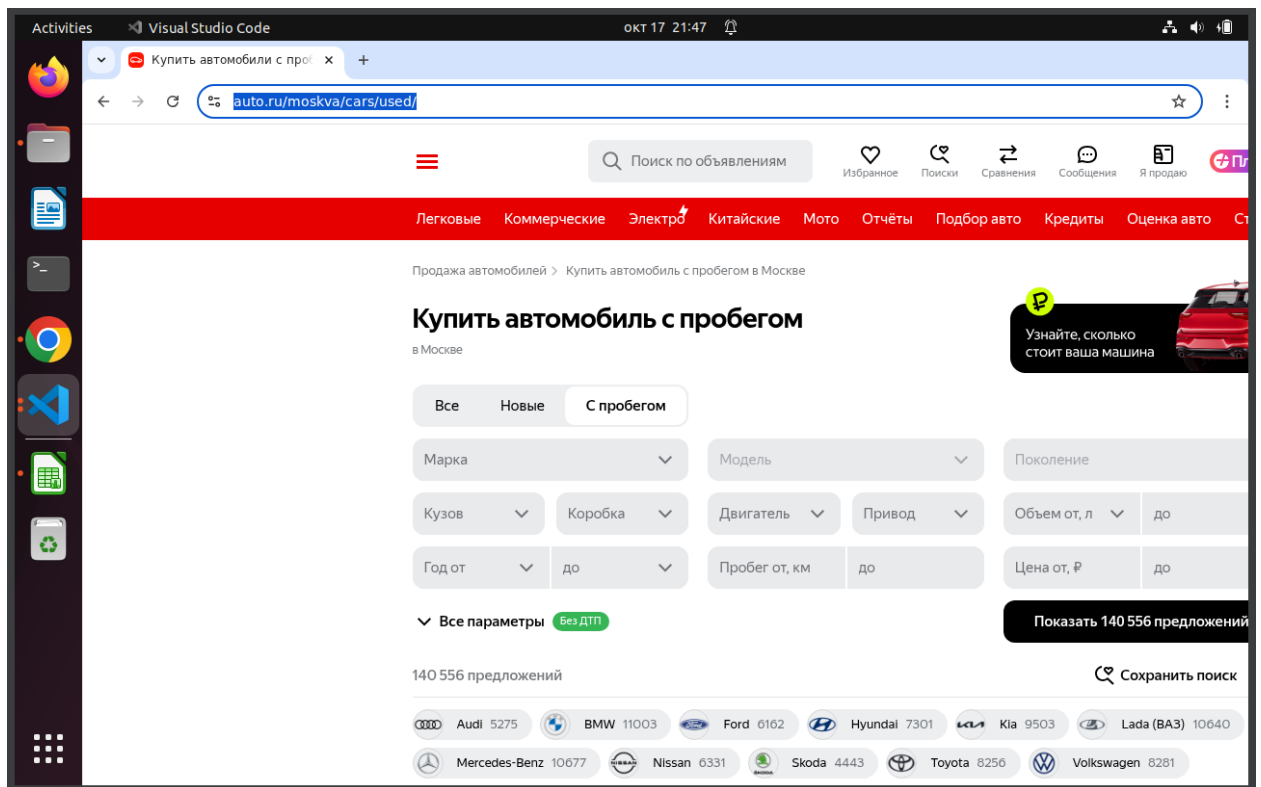 Activities Visual Studio Code окт 17 21:47
Купить автомобили с про
auto.ru/moskva/cars/used/
Поиск по объявлениям
Избранное Поиски Сравнения Сообщения Я продаю
Легковые Коммерческие Электро Китайские Мото Отчёты Подбор авто Кредиты Оценка авто
Продажа автомобилей > Купить автомобиль с пробегом в Москве
Купить автомобиль с пробегом
в Москве
Узнайте, сколько
стоит ваша машина
Все Новые С пробегом
Марка Модель Поколение
Кузов Коробка Двигатель Привод Объем от, л до
Год от до Пробег от, км до Цена от, ₽ до
Все параметры Без ДТП Показать 140 556 предложений
140 556 предложений Сохранить поиск
Audi 5275 BMW 11003 Ford 6162 Hyundai 7301 Kia 9503 Lada (ВАЗ) 10640
Mercedes-Benz 10677 Nissan 6331 Skoda 4443 Toyota 8256 Volkswagen 8281